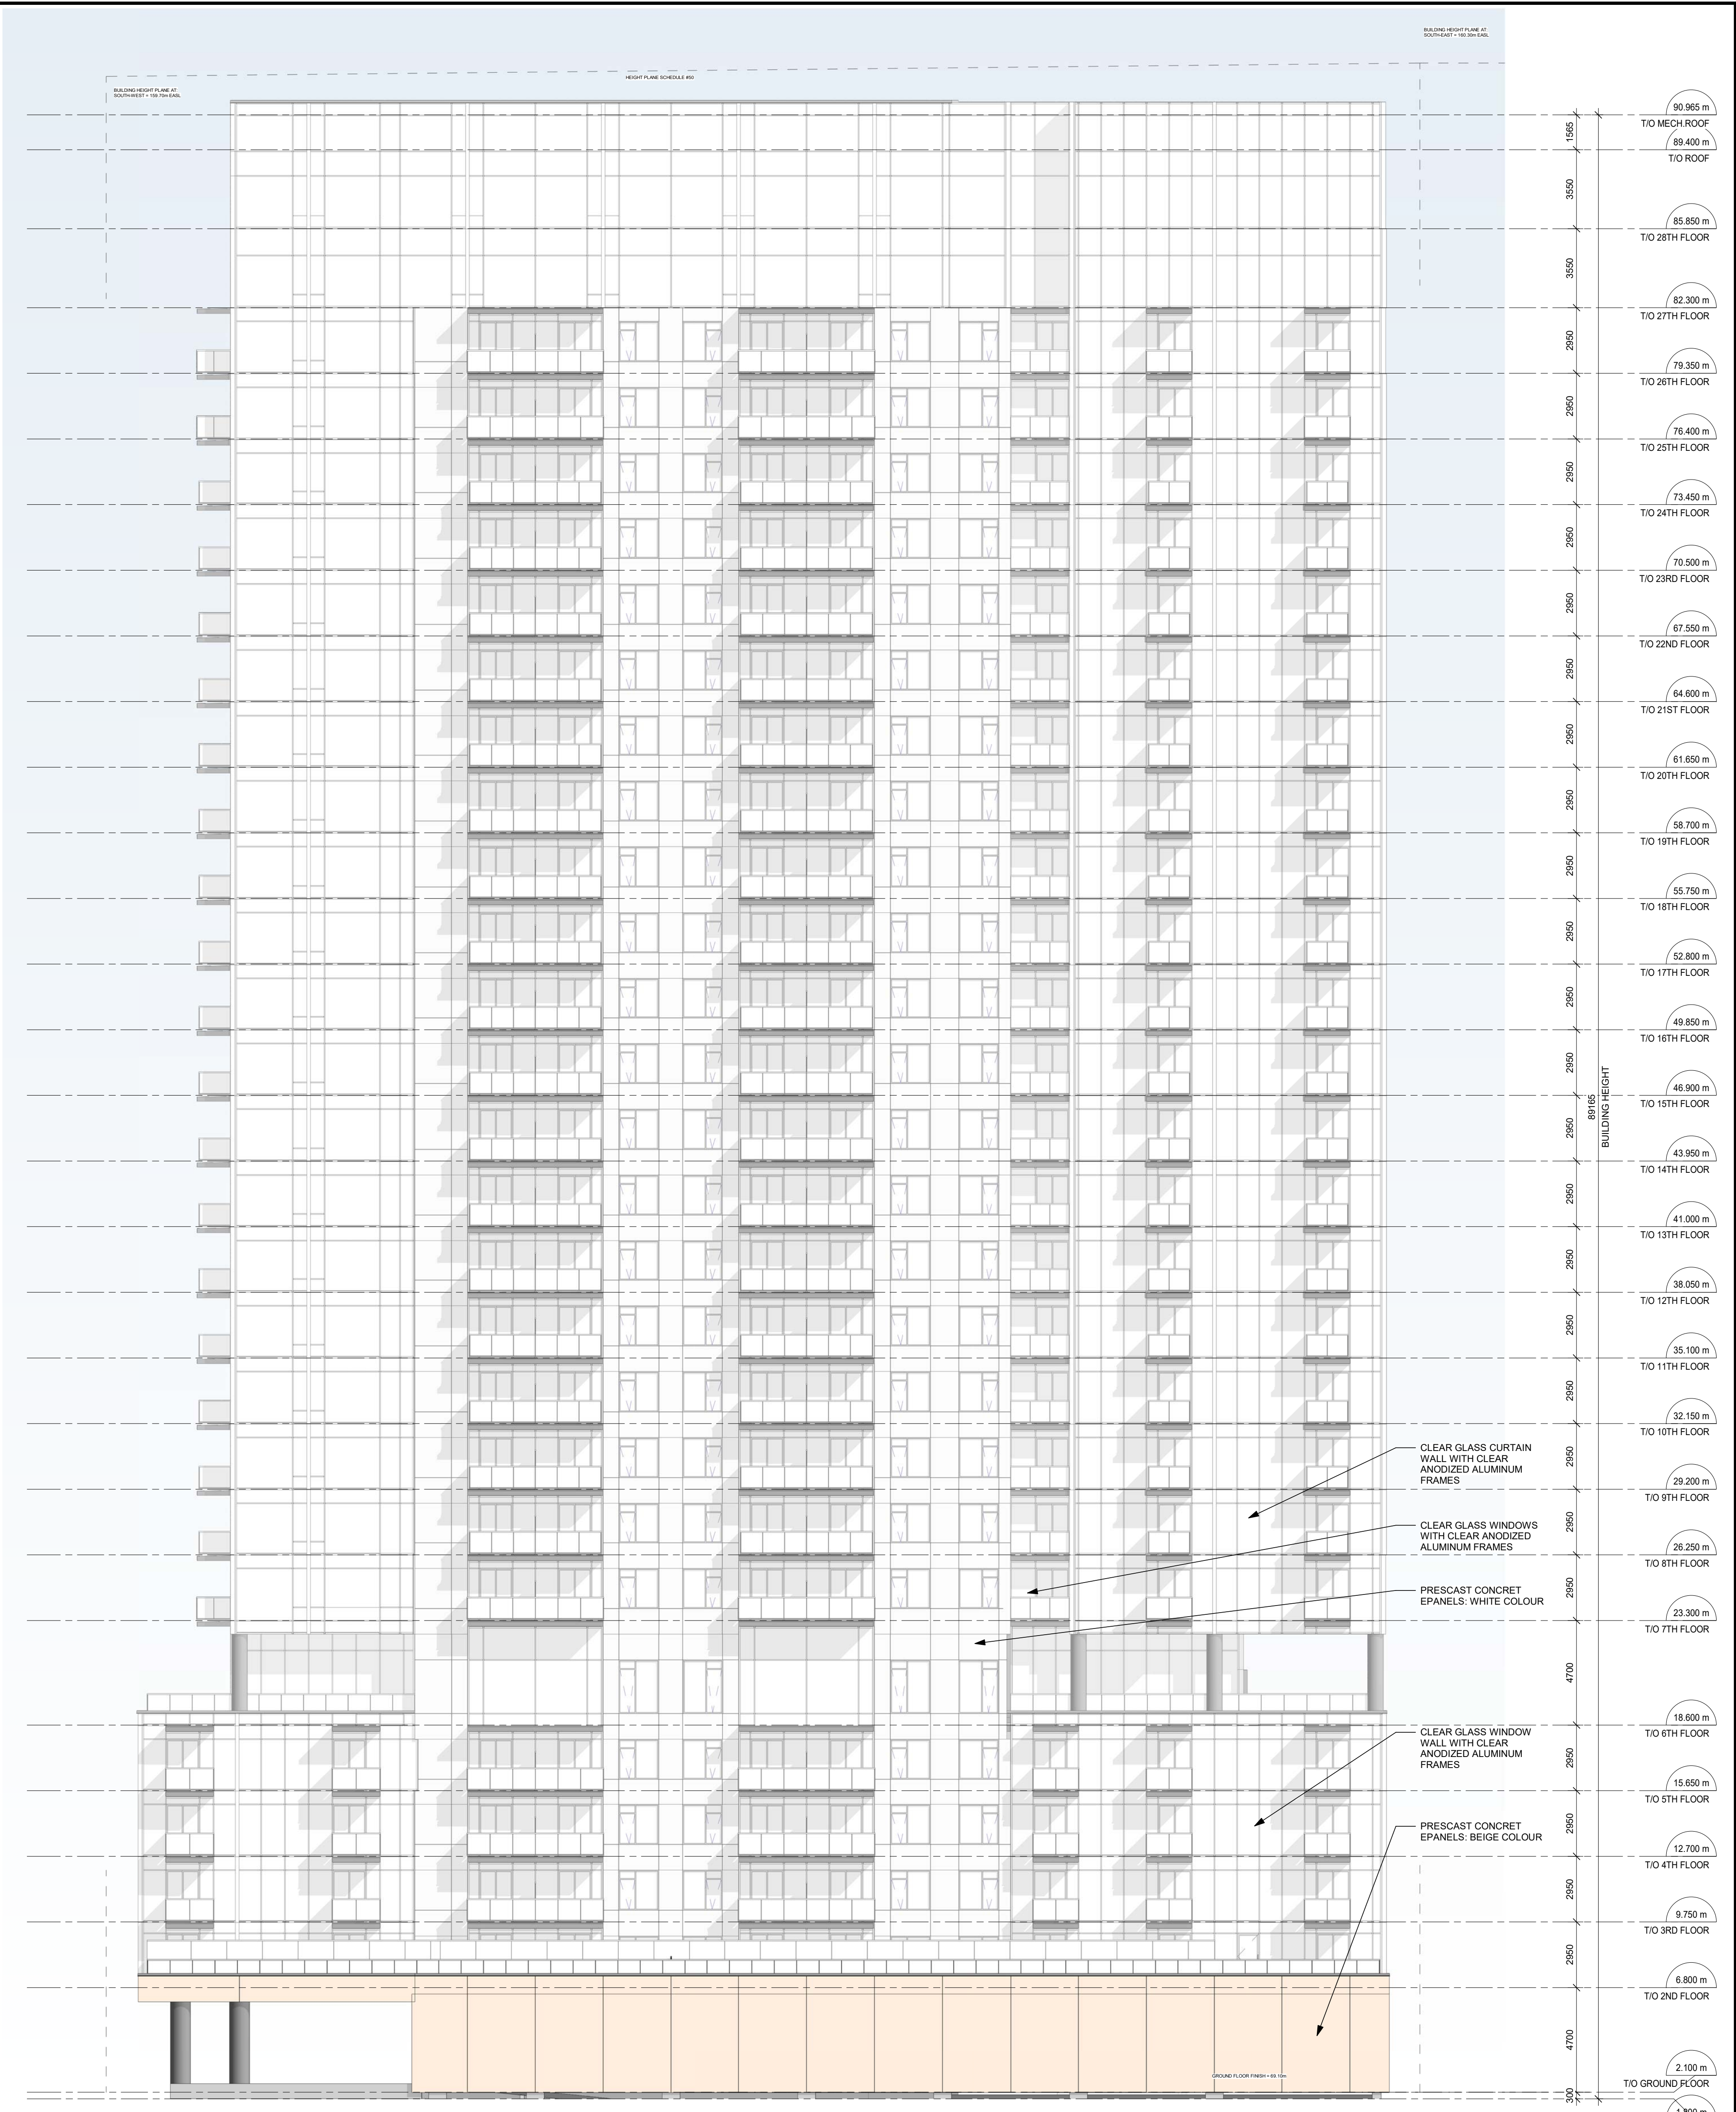 BUILDING HEIGHT PLANE AT
SOUTH-EAST = 160.30m EASL
HEIGHT PLANE SCHEDULE #50
BUILDING HEIGHT PLANE AT
SOUTH-WEST = 159.70m EASL
90.965 m
T/O MECH.ROOF
1565
89.400 m
T/O ROOF
3550
85.850 m
T/O 28TH FLOOR
3550
82.300 m
T/O 27TH FLOOR
2950
79.350 m
T/O 26TH FLOOR
2950
76.400 m
T/O 25TH FLOOR
2950
73.450 m
T/O 24TH FLOOR
2950
70.500 m
T/O 23RD FLOOR
2950
67.550 m
T/O 22ND FLOOR
2950
64.600 m
T/O 21ST FLOOR
2950
61.650 m
T/O 20TH FLOOR
2950
58.700 m
T/O 19TH FLOOR
2950
55.750 m
T/O 18TH FLOOR
2950
52.800 m
T/O 17TH FLOOR
2950
49.850 m
T/O 16TH FLOOR
2950
46.900 m
T/O 15TH FLOOR
89165
BUILDING HEIGHT
2950
43.950 m
T/O 14TH FLOOR
2950
41.000 m
T/O 13TH FLOOR
2950
38.050 m
T/O 12TH FLOOR
2950
35.100 m
T/O 11TH FLOOR
2950
32.150 m
T/O 10TH FLOOR
2950
CLEAR GLASS CURTAIN
WALL WITH CLEAR
ANODIZED ALUMINUM
FRAMES
29.200 m
T/O 9TH FLOOR
2950
CLEAR GLASS WINDOWS
WITH CLEAR ANODIZED
ALUMINUM FRAMES
26.250 m
T/O 8TH FLOOR
2950
PRESCAST CONCRET
EPANELS: WHITE COLOUR
23.300 m
T/O 7TH FLOOR
4700
18.600 m
T/O 6TH FLOOR
CLEAR GLASS WINDOW
WALL WITH CLEAR
ANODIZED ALUMINUM
FRAMES
2950
15.650 m
T/O 5TH FLOOR
2950
PRESCAST CONCRET
EPANELS: BEIGE COLOUR
12.700 m
T/O 4TH FLOOR
2950
9.750 m
T/O 3RD FLOOR
2950
6.800 m
T/O 2ND FLOOR
4700
2.100 m
T/O GROUND FLOOR
GROUND FLOOR FINISH = 69.10m
300